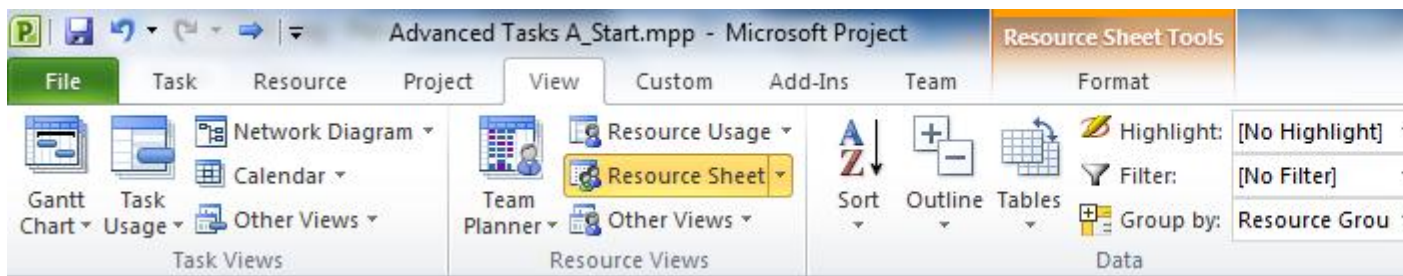 Advanced Tasks A_Start.mpp - Microsoft Project
Resource Sheet Tools
File Task Resource Project View Custom Add-Ins Team Format
Gantt Chart
Task Usage
Network Diagram
Calendar
Other Views
Task Views
Team Planner
Resource Usage
Resource Sheet
Other Views
Resource Views
A
Z
Sort
Outline
Tables
Highlight: [No Highlight]
Filter: [No Filter]
Group by: Resource Grou
Data